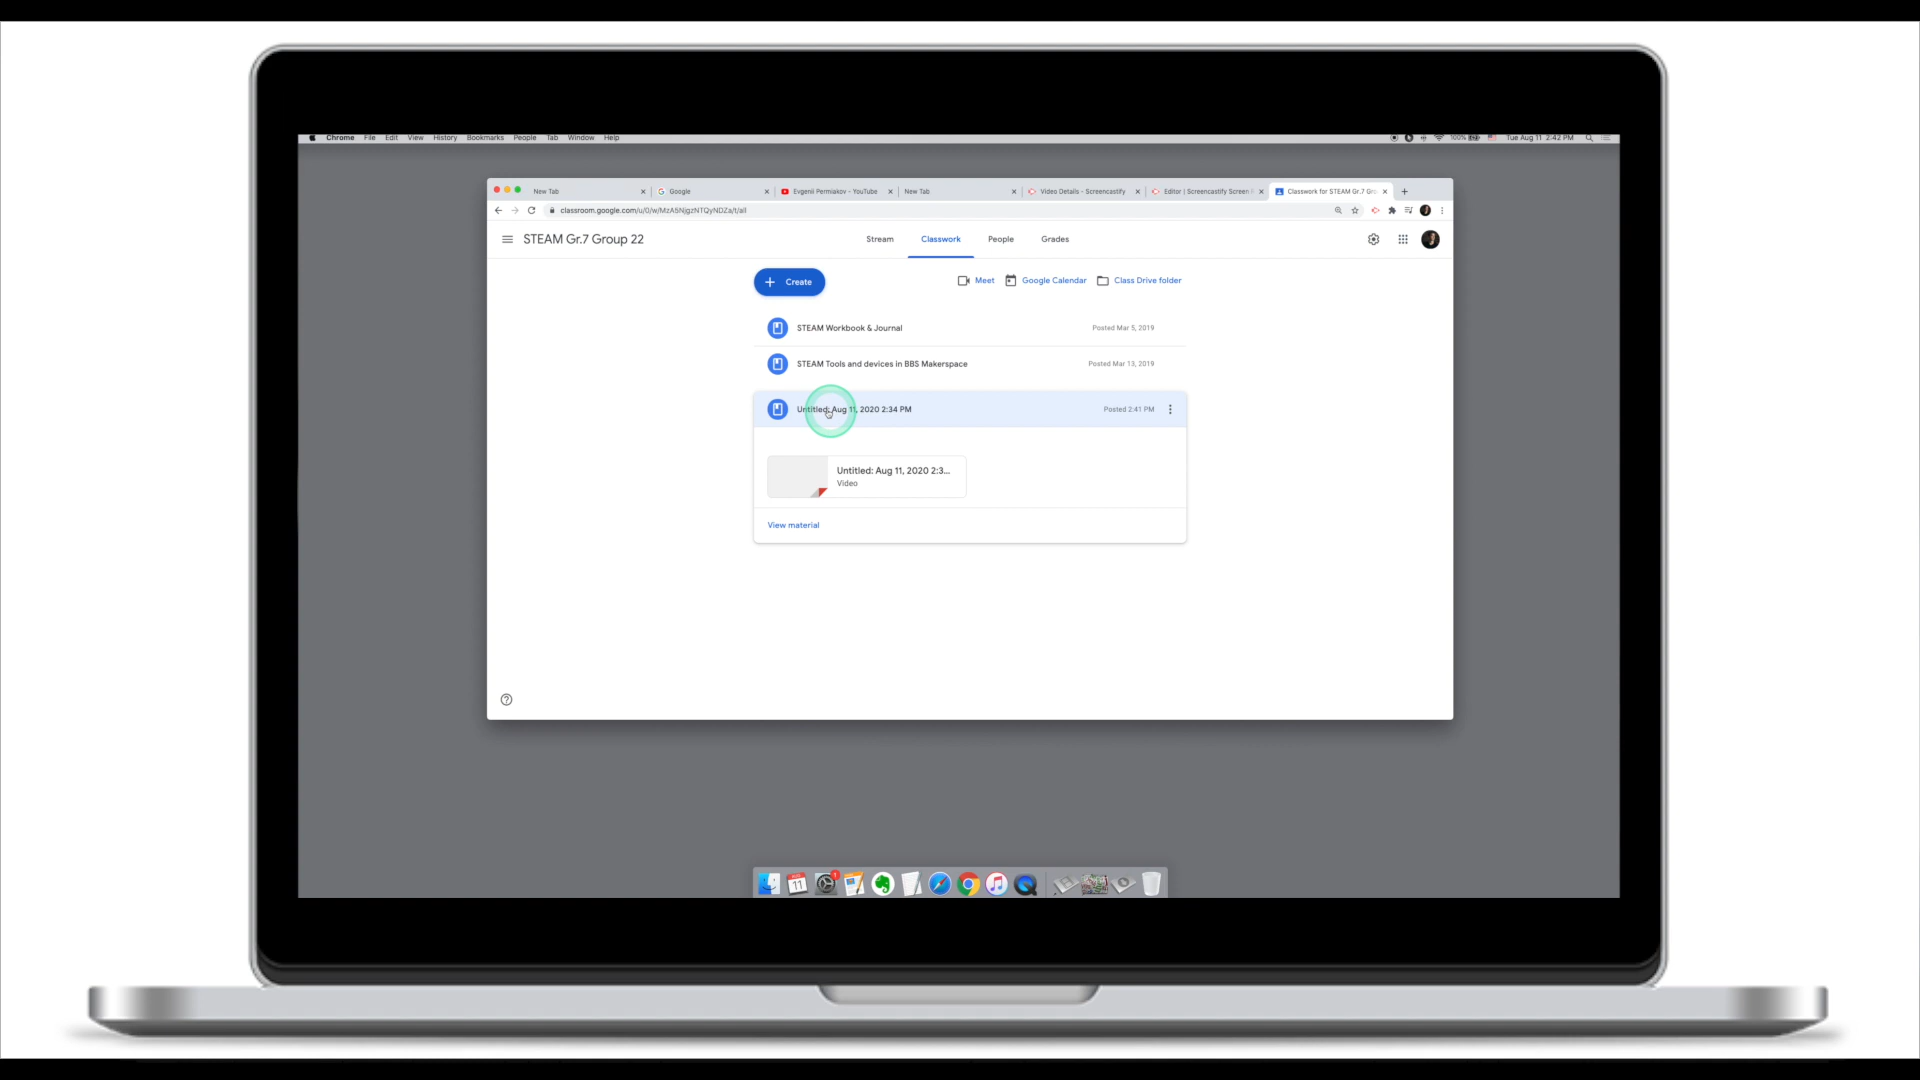 Chrome File Edit View History Bookmarks People Tab Window Help
100% Tue Aug 11 2:42 PM
New Tab Google Evgenii Permiakov - YouTube New Tab Video Details - Screencastify Editor | Screencastify Screen Classwork for STEAM Gr.7 Gro
classroom.google.com/u/0/w/MzA5NjgzNTQyNDZa/t/all
STEAM Gr.7 Group 22 Stream Classwork People Grades
Create Meet Google Calendar Class Drive folder
STEAM Workbook & Journal Posted Mar 5, 2019
STEAM Tools and devices in BBS Makerspace Posted Mar 13, 2019
Untitled: Aug 11, 2020 2:34 PM Posted 2:41 PM
Untitled: Aug 11, 2020 2:3...
Video
View material
11
1